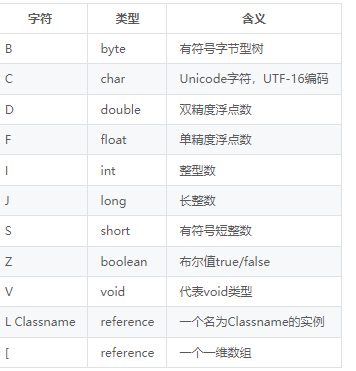 字符 类型 含义
B byte 有符号字节型树
C char Unicode字符，UTF-16编码
D double 双精度浮点数
F float 单精度浮点数
I int 整型数
J long 长整数
S short 有符号短整数
Z boolean 布尔值true/false
V void 代表void类型
L Classname reference 一个名为Classname的实例
[ reference 一个一维数组